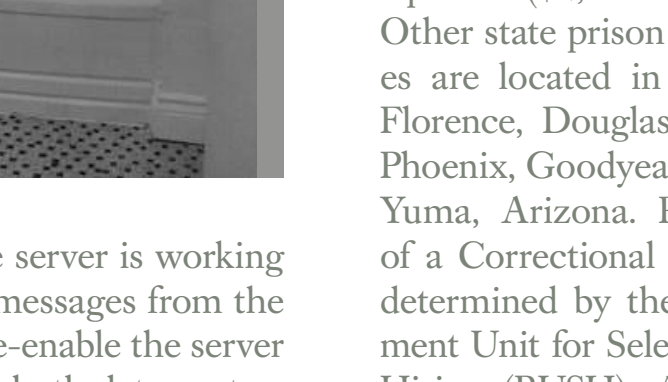 server is working
messages from the
the server
Other state prison
es are located in
Florence, Douglas
Phoenix, Goodyea
Yuma, Arizona.
of a Correctional
determined by the
ment Unit for Sele